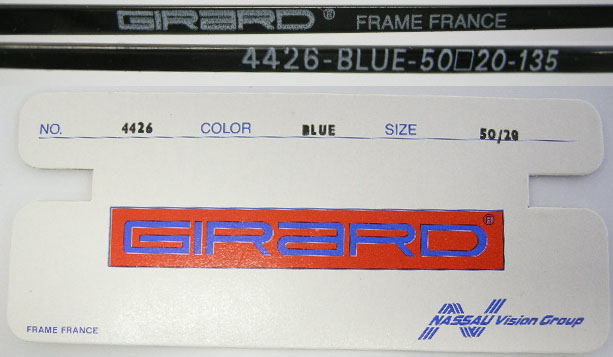 GIRARD ® FRAME FRANCE
4426-BLUE-50□20-135
NO. 4426 COLOR BLUE SIZE 50/20
GIRARD ®
FRAME FRANCE
NASSAU Vision Group